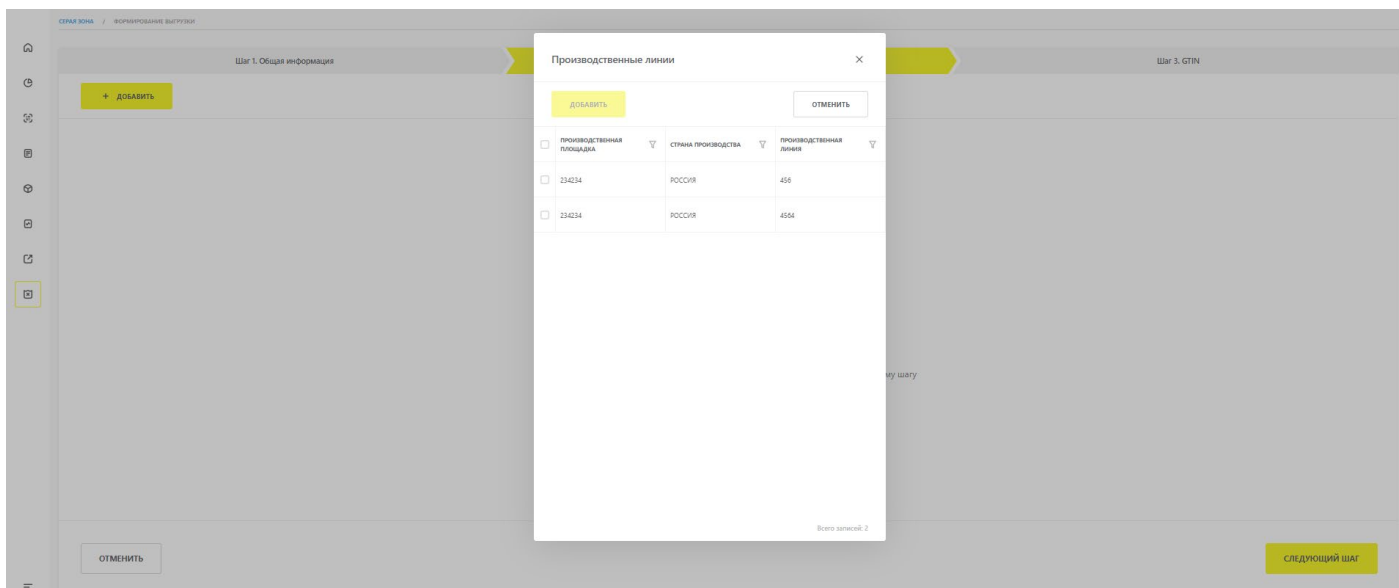 СЕРАЯ ЗОНА / ФОРМИРОВАНИЕ ВЫГРУЗКИ
Шаг 1. Общая информация
Шаг 3. GTIN
+ ДОБАВИТЬ
Производственные линии
ДОБАВИТЬ
ОТМЕНИТЬ
ПРОИЗВОДСТВЕННАЯ
ПЛОЩАДКА
СТРАНА ПРОИЗВОДСТВА
ПРОИЗВОДСТВЕННАЯ
ЛИНИЯ
234234 РОССИЯ 456
234234 РОССИЯ 4564
му шагу
Всего записей: 2
ОТМЕНИТЬ
СЛЕДУЮЩИЙ ШАГ